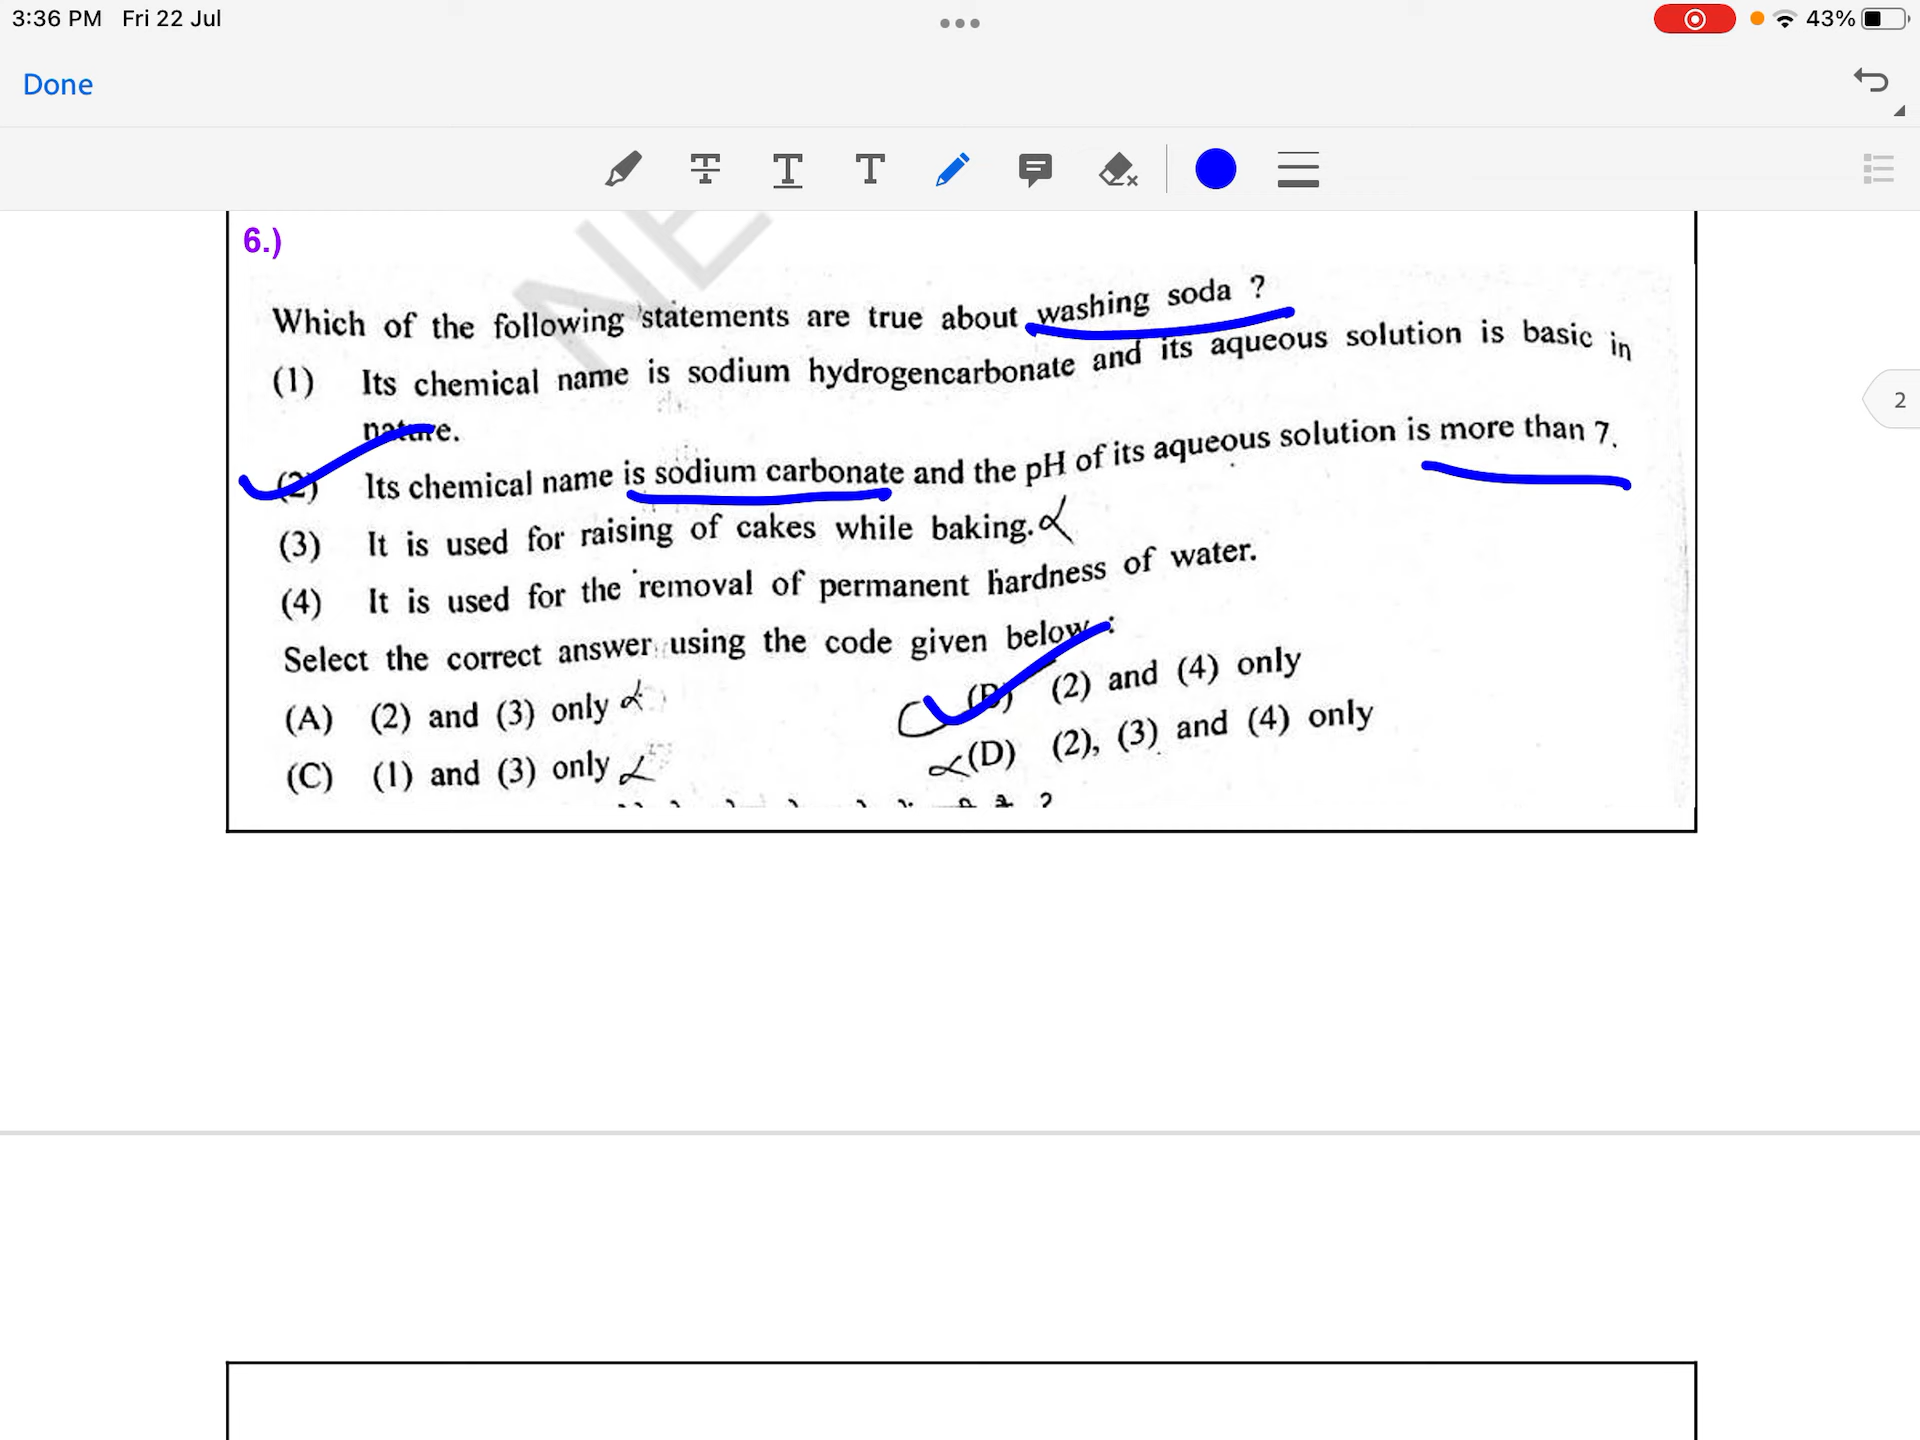 3:36 PM Fri 22 Jul
43%
Done
2
6.)
Which of the following statements are true about washing soda ?
(1) Its chemical name is sodium hydrogencarbonate and its aqueous solution is basic in
nature.
(2) Its chemical name is sodium carbonate and the pH of its aqueous solution is more than 7.
(3) It is used for raising of cakes while baking.
(4) It is used for the removal of permanent hardness of water.
Select the correct answer using the code given below :
(A) (2) and (3) only
(B) (2) and (4) only
(C) (1) and (3) only
(D) (2), (3) and (4) only